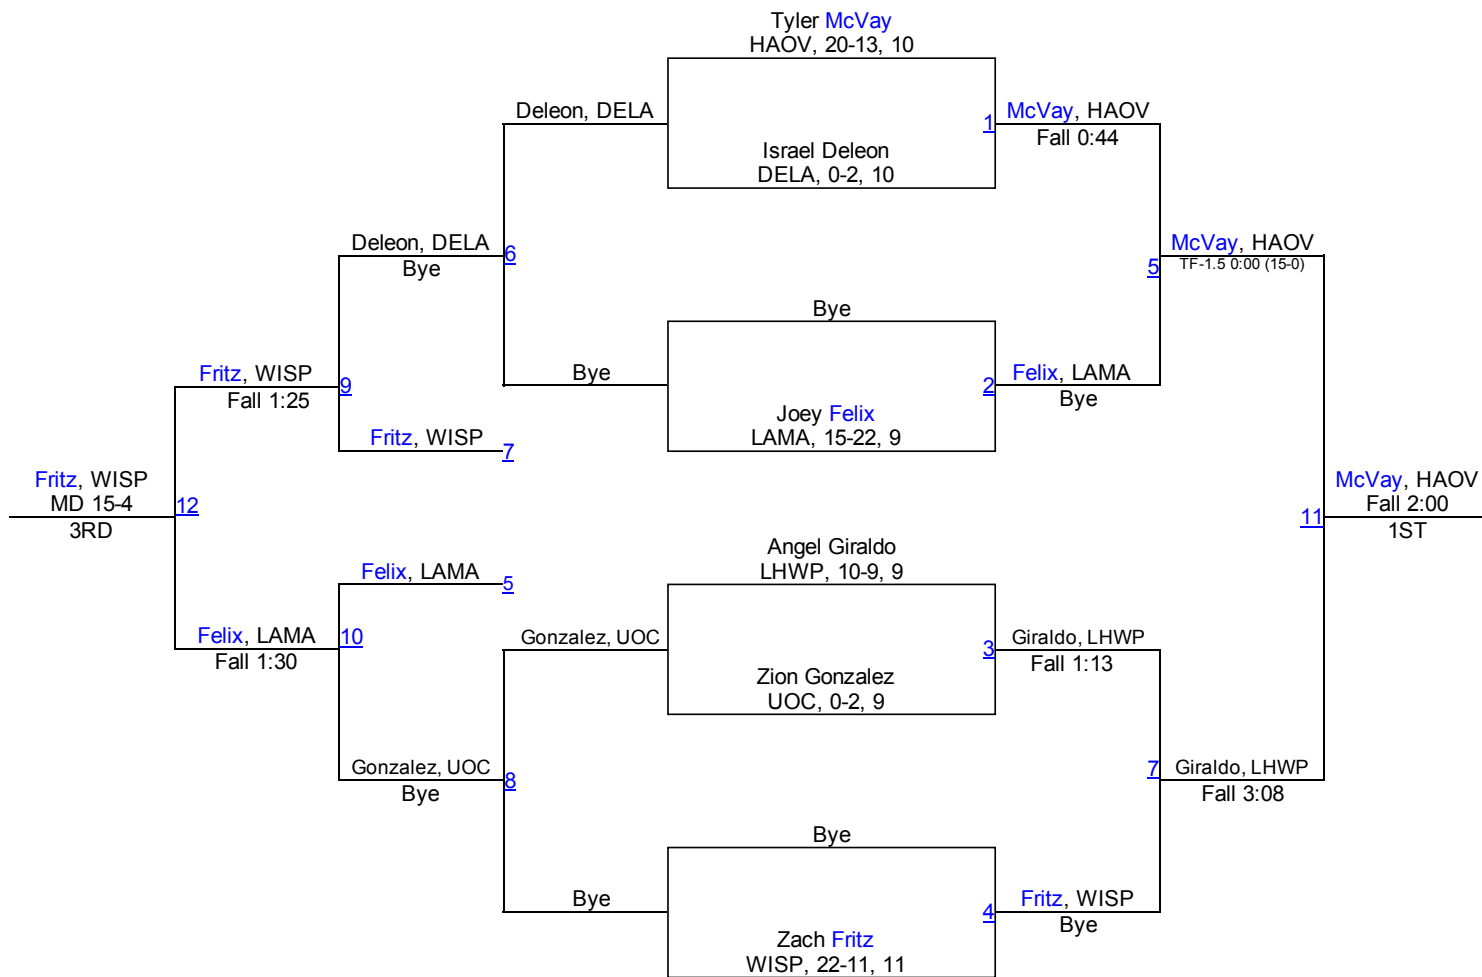 Tyler McVay
HAOV, 20-13, 10
Deleon, DELA
1
McVay, HAOV
Fall 0:44
Israel Deleon
DELA, 0-2, 10
Deleon, DELA
Bye
6
McVay, HAOV
TF-1.5 0:00 (15-0)
5
Bye
Bye
2
Felix, LAMA
Bye
Joey Felix
LAMA, 15-22, 9
Fritz, WISP
Fall 1:25
9
Fritz, WISP
7
Fritz, WISP
MD 15-4
3RD
12
McVay, HAOV
Fall 2:00
1ST
11
Angel Giraldo
LHWP, 10-9, 9
Felix, LAMA
5
Felix, LAMA
Fall 1:30
10
Gonzalez, UOC
3
Giraldo, LHWP
Fall 1:13
Zion Gonzalez
UOC, 0-2, 9
Gonzalez, UOC
Bye
8
7
Giraldo, LHWP
Fall 3:08
Bye
Bye
4
Fritz, WISP
Bye
Zach Fritz
WISP, 22-11, 11